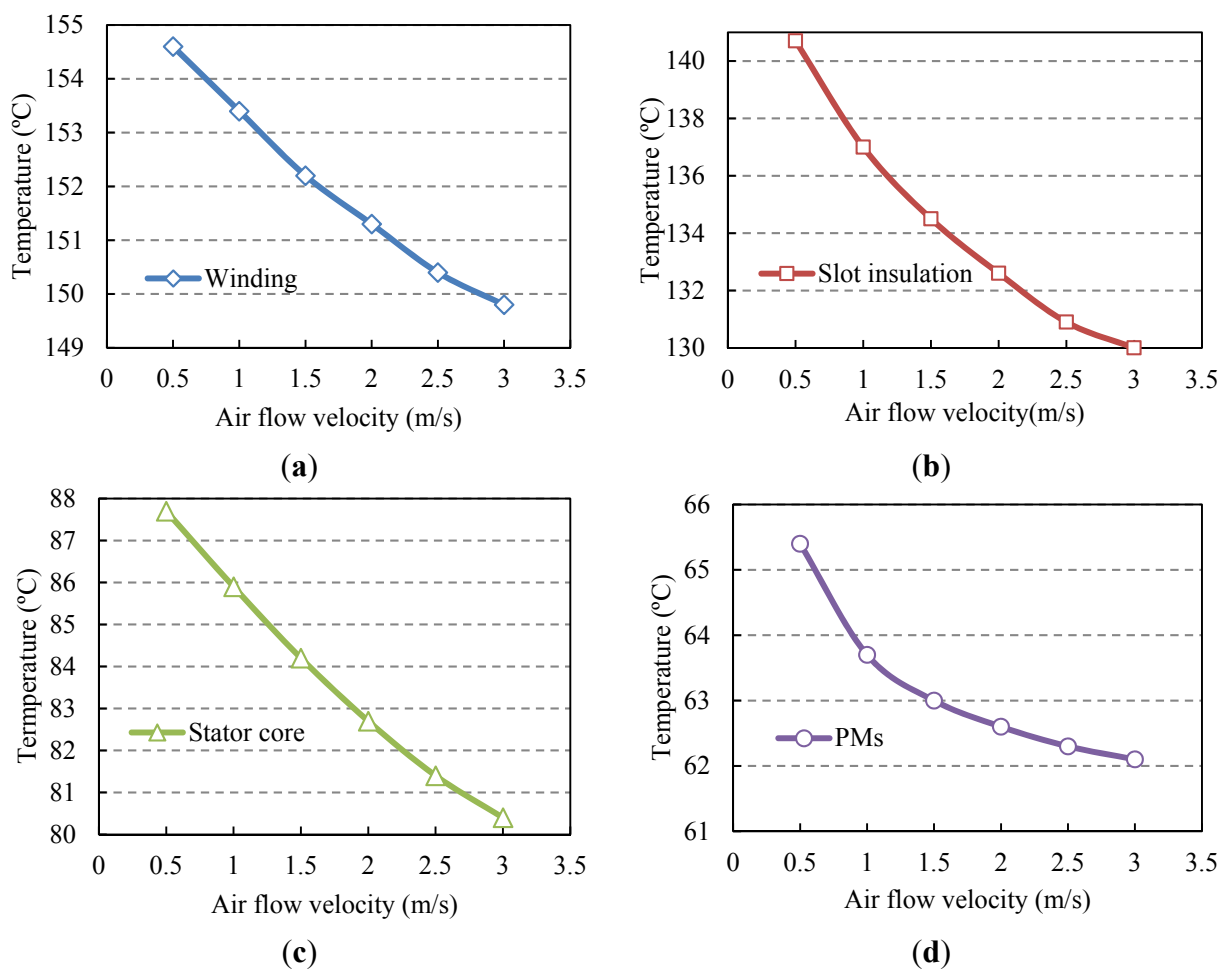 155
154
153
152
151
150
149
Temperature (ºC)
Winding
0 0.5 1 1.5 2 2.5 3 3.5
Air flow velocity (m/s)
(a)
140
138
136
134
132
130
Temperature (ºC)
Slot insulation
0 0.5 1 1.5 2 2.5 3 3.5
Air flow velocity(m/s)
(b)
88
87
86
85
84
83
82
81
80
Termperature (ºC)
Stator core
0 0.5 1 1.5 2 2.5 3 3.5
Air flow velocity (m/s)
(c)
66
65
64
63
62
61
Temperature (ºC)
PMs
0 0.5 1 1.5 2 2.5 3 3.5
Air flow velocity (m/s)
(d)